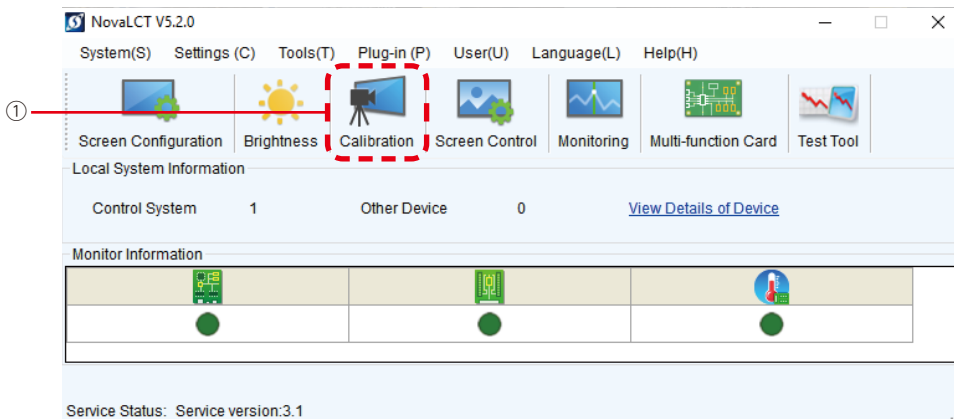 NovaLCT V5.2.0
System(S) Settings (C) Tools(T) Plug-in (P) User(U) Language(L) Help(H)
①
Screen Configuration Brightness Calibration Screen Control Monitoring Multi-function Card Test Tool
Local System Information
Control System 1 Other Device 0 View Details of Device
Monitor Information
Service Status: Service version:3.1